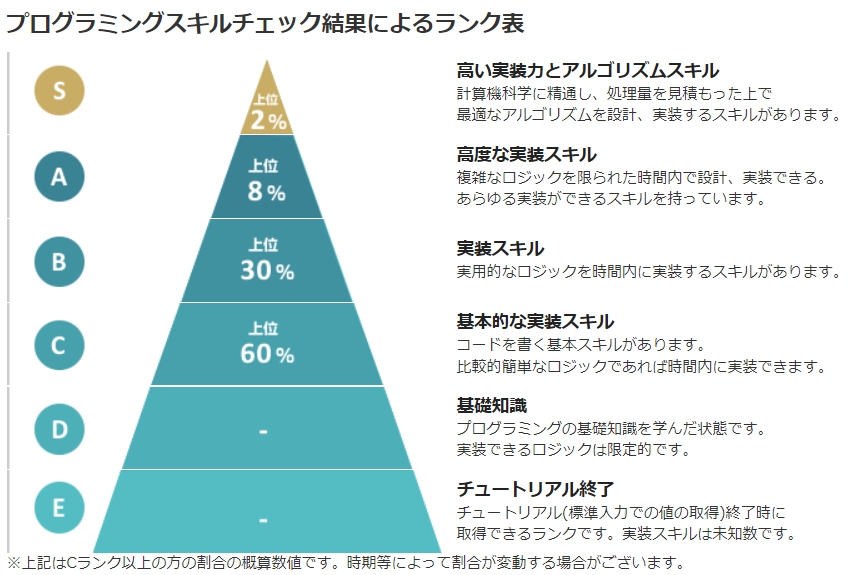 プログラミングスキルチェック結果によるランク表
S
上位
2%
高い実装力とアルゴリズムスキル
計算機科学に精通し、処理量を見積もった上で
最適なアルゴリズムを設計、実装するスキルがあります。
A
上位
8%
高度な実装スキル
複雑なロジックを限られた時間内で設計、実装できる。
あらゆる実装ができるスキルを持っています。
B
上位
30%
実装スキル
実用的なロジックを時間内に実装するスキルがあります。
C
上位
60%
基本的な実装スキル
コードを書く基本スキルがあります。
比較的簡単なロジックであれば時間内に実装できます。
D
-
基礎知識
プログラミングの基礎知識を学んだ状態です。
実装できるロジックは限定的です。
E
-
チュートリアル終了
チュートリアル(標準入力での値の取得)終了時に
取得できるランクです。実装スキルは未知数です。
※上記はCランク以上の方の割合の概算数値です。時期等によって割合が変動する場合がございます。